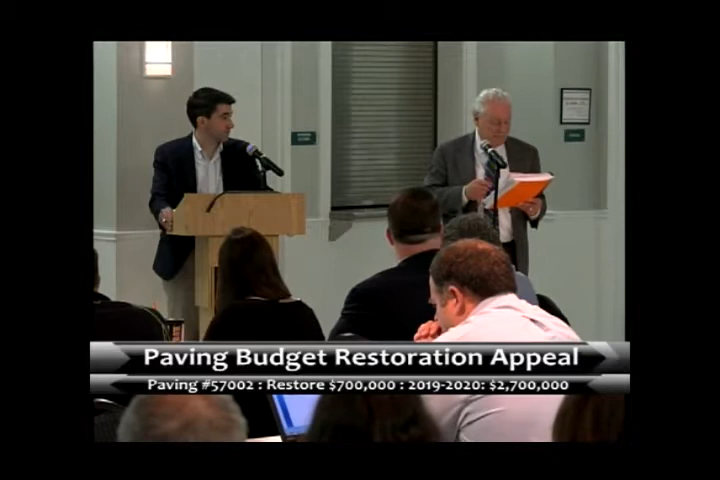 Paving Budget Restoration Appeal
Paving #57002 : Restore $700,000 : 2019-2020: $2,700,000